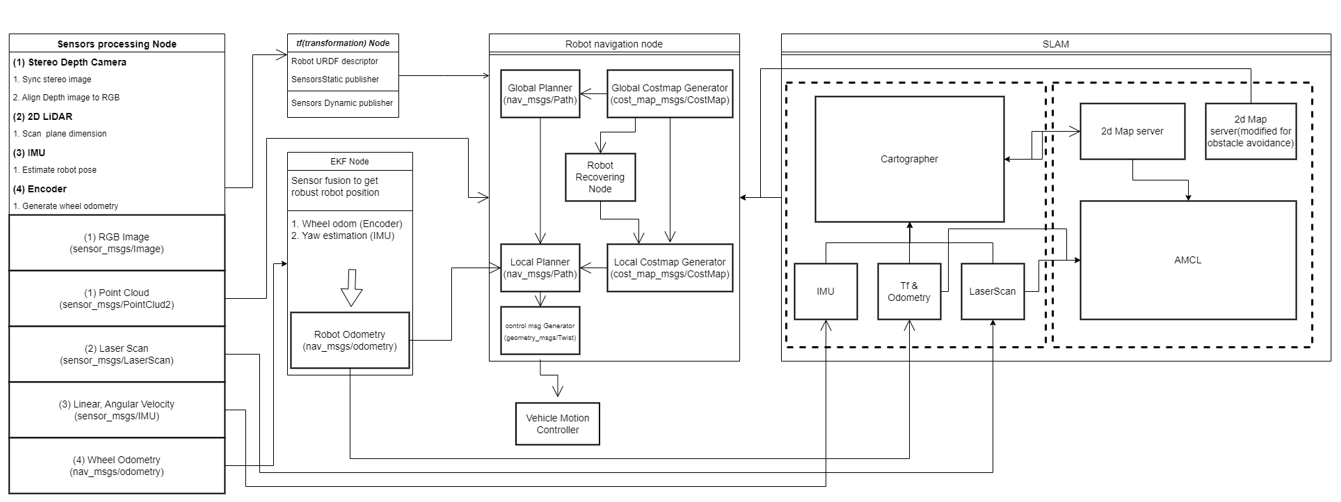 Sensors processing Node
(1) Stereo Depth Camera
1. Sync stereo image
2. Align Depth image to RGB
(2) 2D LiDAR
1. Scan plane dimension
(3) IMU
1. Estimate robot pose
(4) Encoder
1. Generate wheel odometry
(1) RGB Image
(sensor_msgs/Image)
(1) Point Cloud
(sensor_msgs/PointClud2)
(2) Laser Scan
(sensor_msgs/LaserScan)
(3) Linear, Angular Velocity
(sensor_msgs/IMU)
(4) Wheel Odometry
(nav_msgs/odometry)
tf(transformation) Node
Robot URDF descriptor
SensorsStatic publisher
Sensors Dynamic publisher
EKF Node
Sensor fusion to get
robust robot position
1. Wheel odom (Encoder)
2. Yaw estimation (IMU)
Robot Odometry
(nav_msgs/odometry)
Robot navigation node
Global Planner
(nav_msgs/Path)
Global Costmap Generator
(cost_map_msgs/CostMap)
Robot
Recovering
Node
Local Planner
(nav_msgs/Path)
Local Costmap Generator
(cost_map_msgs/CostMap)
control msg Generator
(geometry_msgs/Twist)
Vehicle Motion
Controller
SLAM
Cartographer
IMU
Tf &
Odometry
LaserScan
2d Map server
2d Map
server(modified for
obstacle avoidance)
AMCL